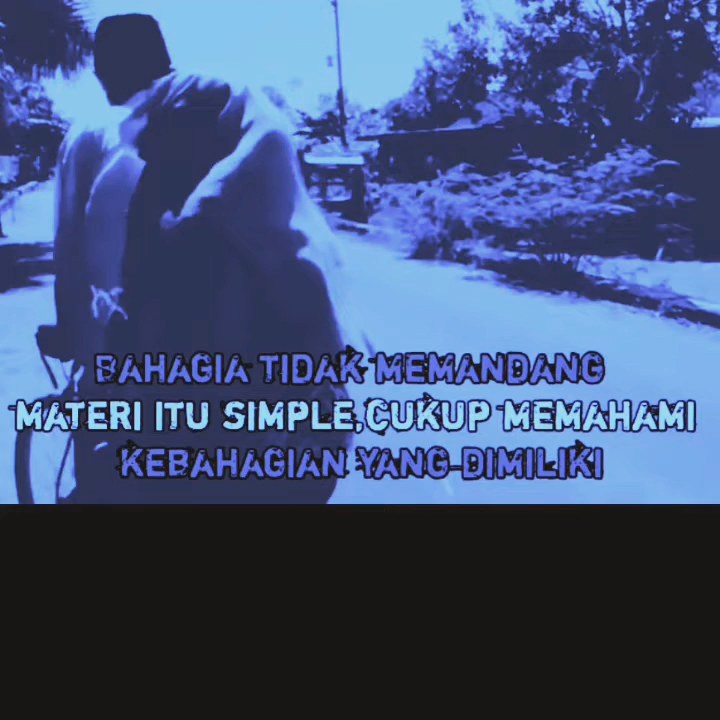 BAHAGIA TIDAK MEMANDANG
MATERI ITU SIMPLE,CUKUP MEMAHAMI
KEBAHAGIAN YANG DIMILIKI